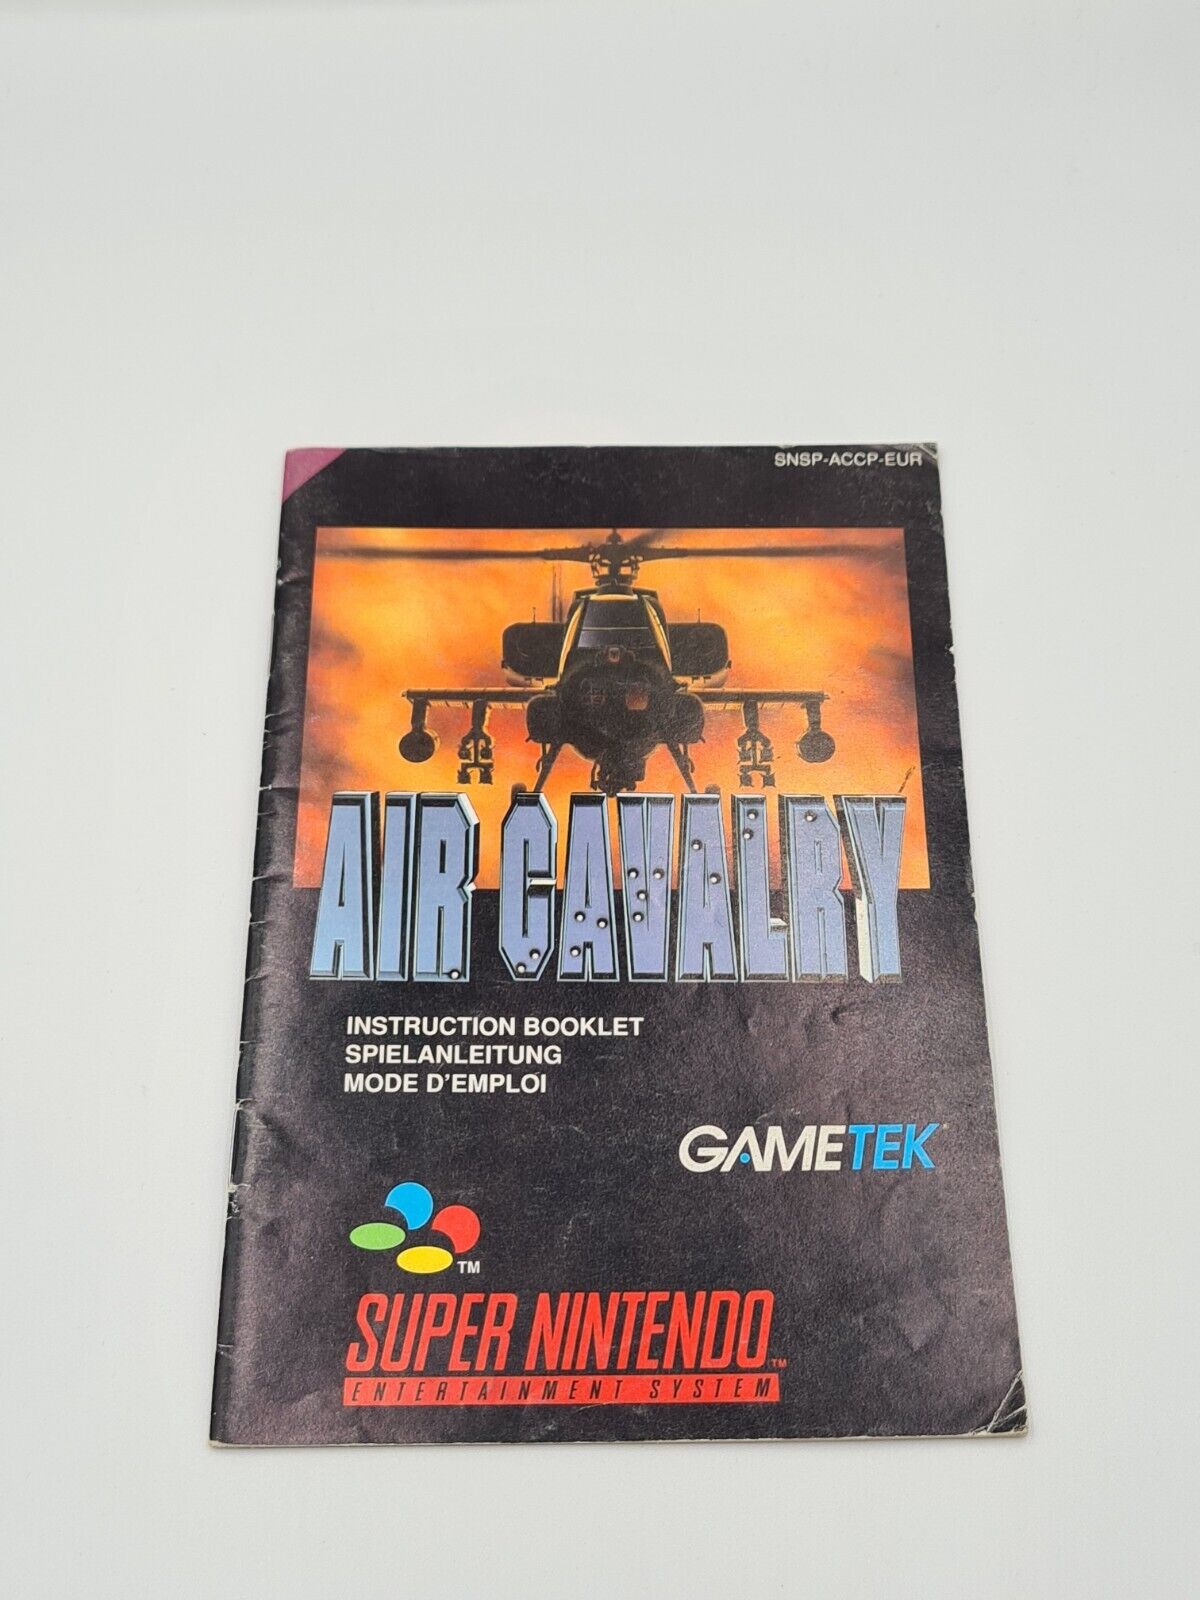 SNSP-ACCP-EUR
AIR CAVALRY
INSTRUCTION BOOKLET
SPIELANLEITUNG
MODE D'EMPLOI
GAMETEK
TM
SUPER NINTENDO TM
ENTERTAINMENT SYSTEM